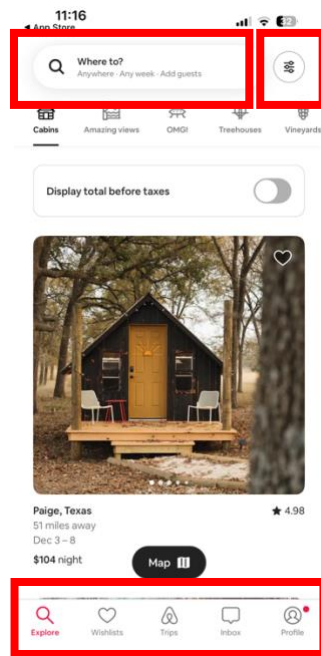 11:16
App Store
Where to?
Anywhere · Any week · Add guests
Cabins
Amazing views
OMG!
Treehouses
Vineyards
Display total before taxes
Paige, Texas
★ 4.98
51 miles away
Dec 3 – 8
$104 night
Map
Explore
Wishlists
Trips
Inbox
Profile